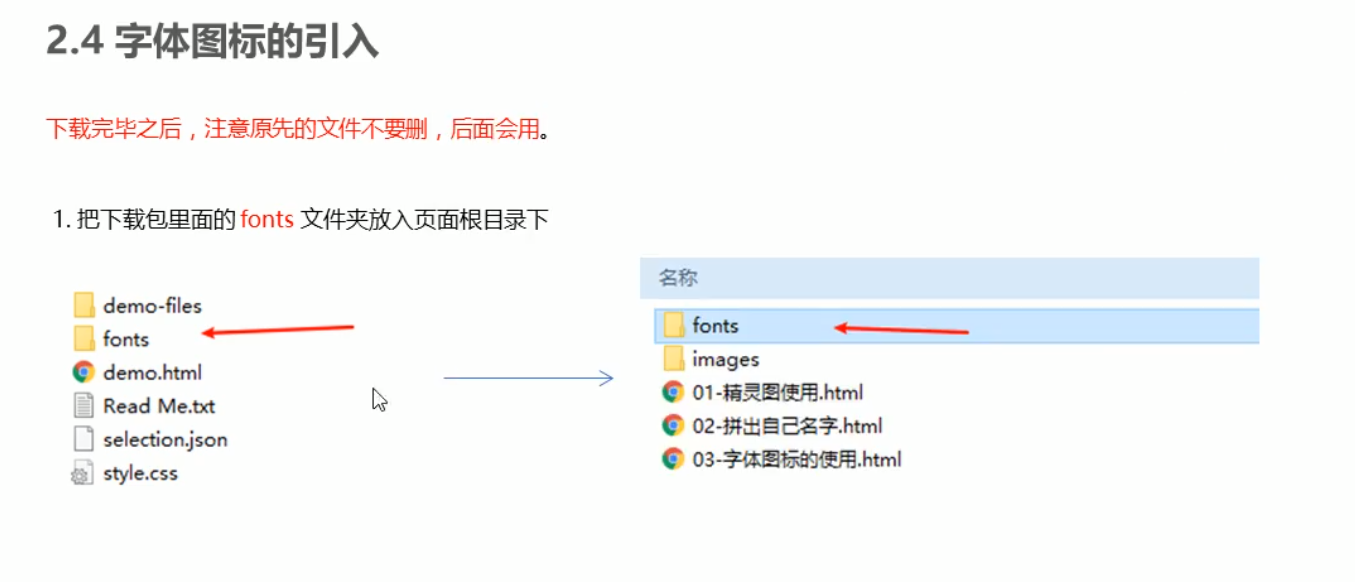 2.4 字体图标的引入
下载完毕之后，注意原先的文件不要删，后面会用。
1. 把下载包里面的 fonts 文件夹放入页面根目录下
demo-files
fonts
demo.html
Read Me.txt
selection.json
style.css
名称
fonts
images
01-精灵图使用.html
02-拼出自己名字.html
03-字体图标的使用.html